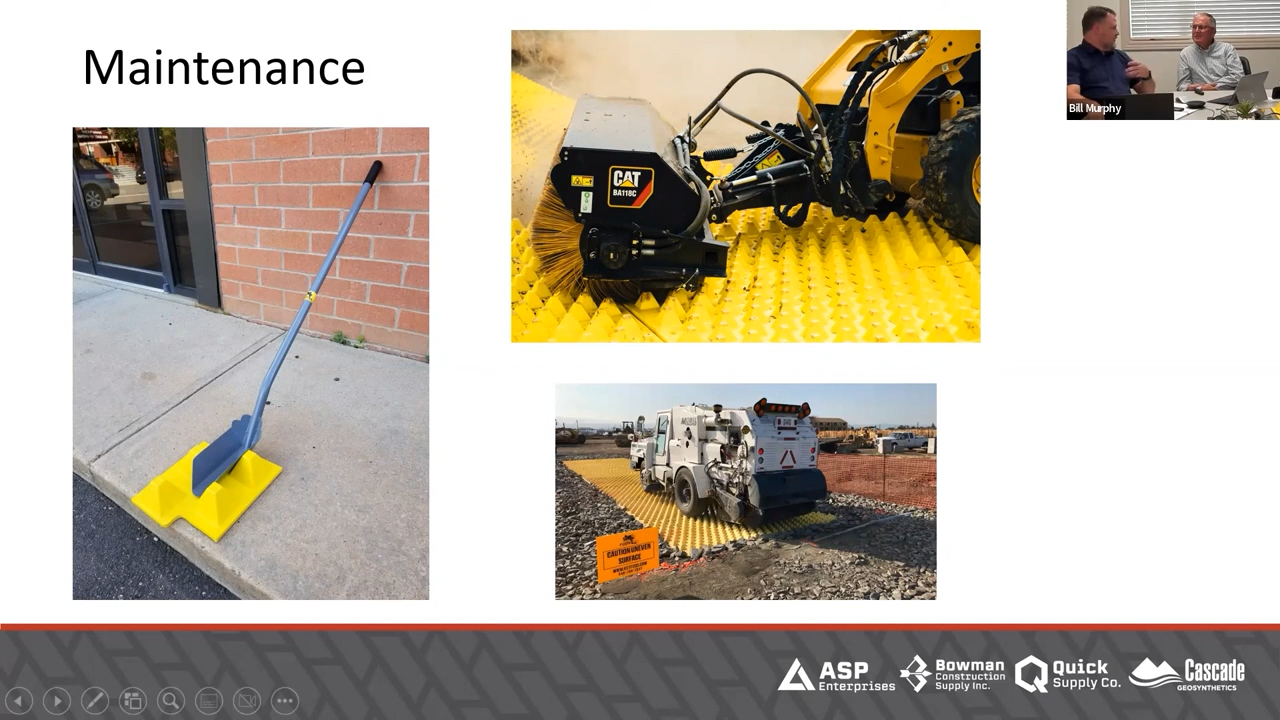 Maintenance
Bill Murphy
CAT
BA118C
CAUTION UNEVEN
SURFACE
ASP
Enterprises
Bowman
Construction
Supply Inc.
Quick
Supply Co.
Cascade
GEOSYNTHETICS